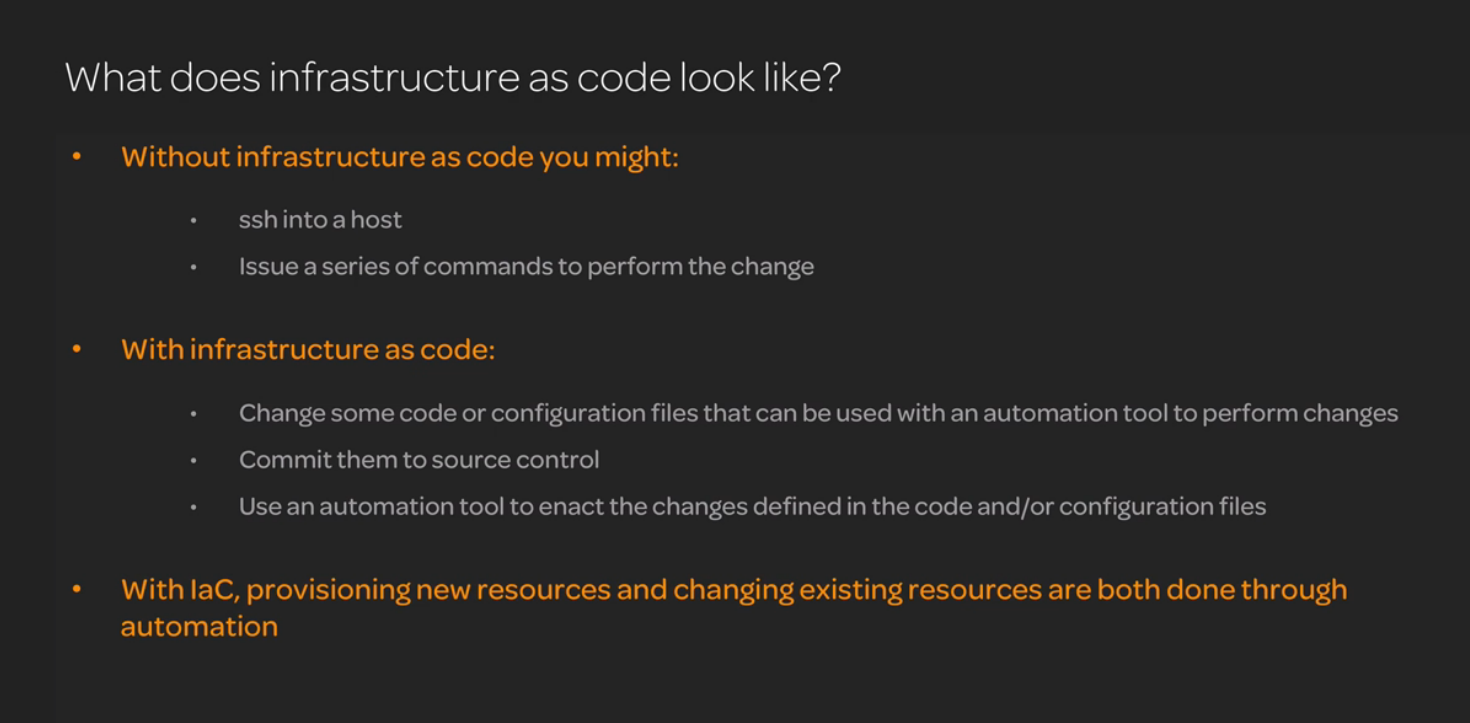 What does infrastructure as code look like?
• Without infrastructure as code you might:
• ssh into a host
• Issue a series of commands to perform the change
• With infrastructure as code:
• Change some code or configuration files that can be used with an automation tool to perform changes
• Commit them to source control
• Use an automation tool to enact the changes defined in the code and/or configuration files
• With IaC, provisioning new resources and changing existing resources are both done through
automation